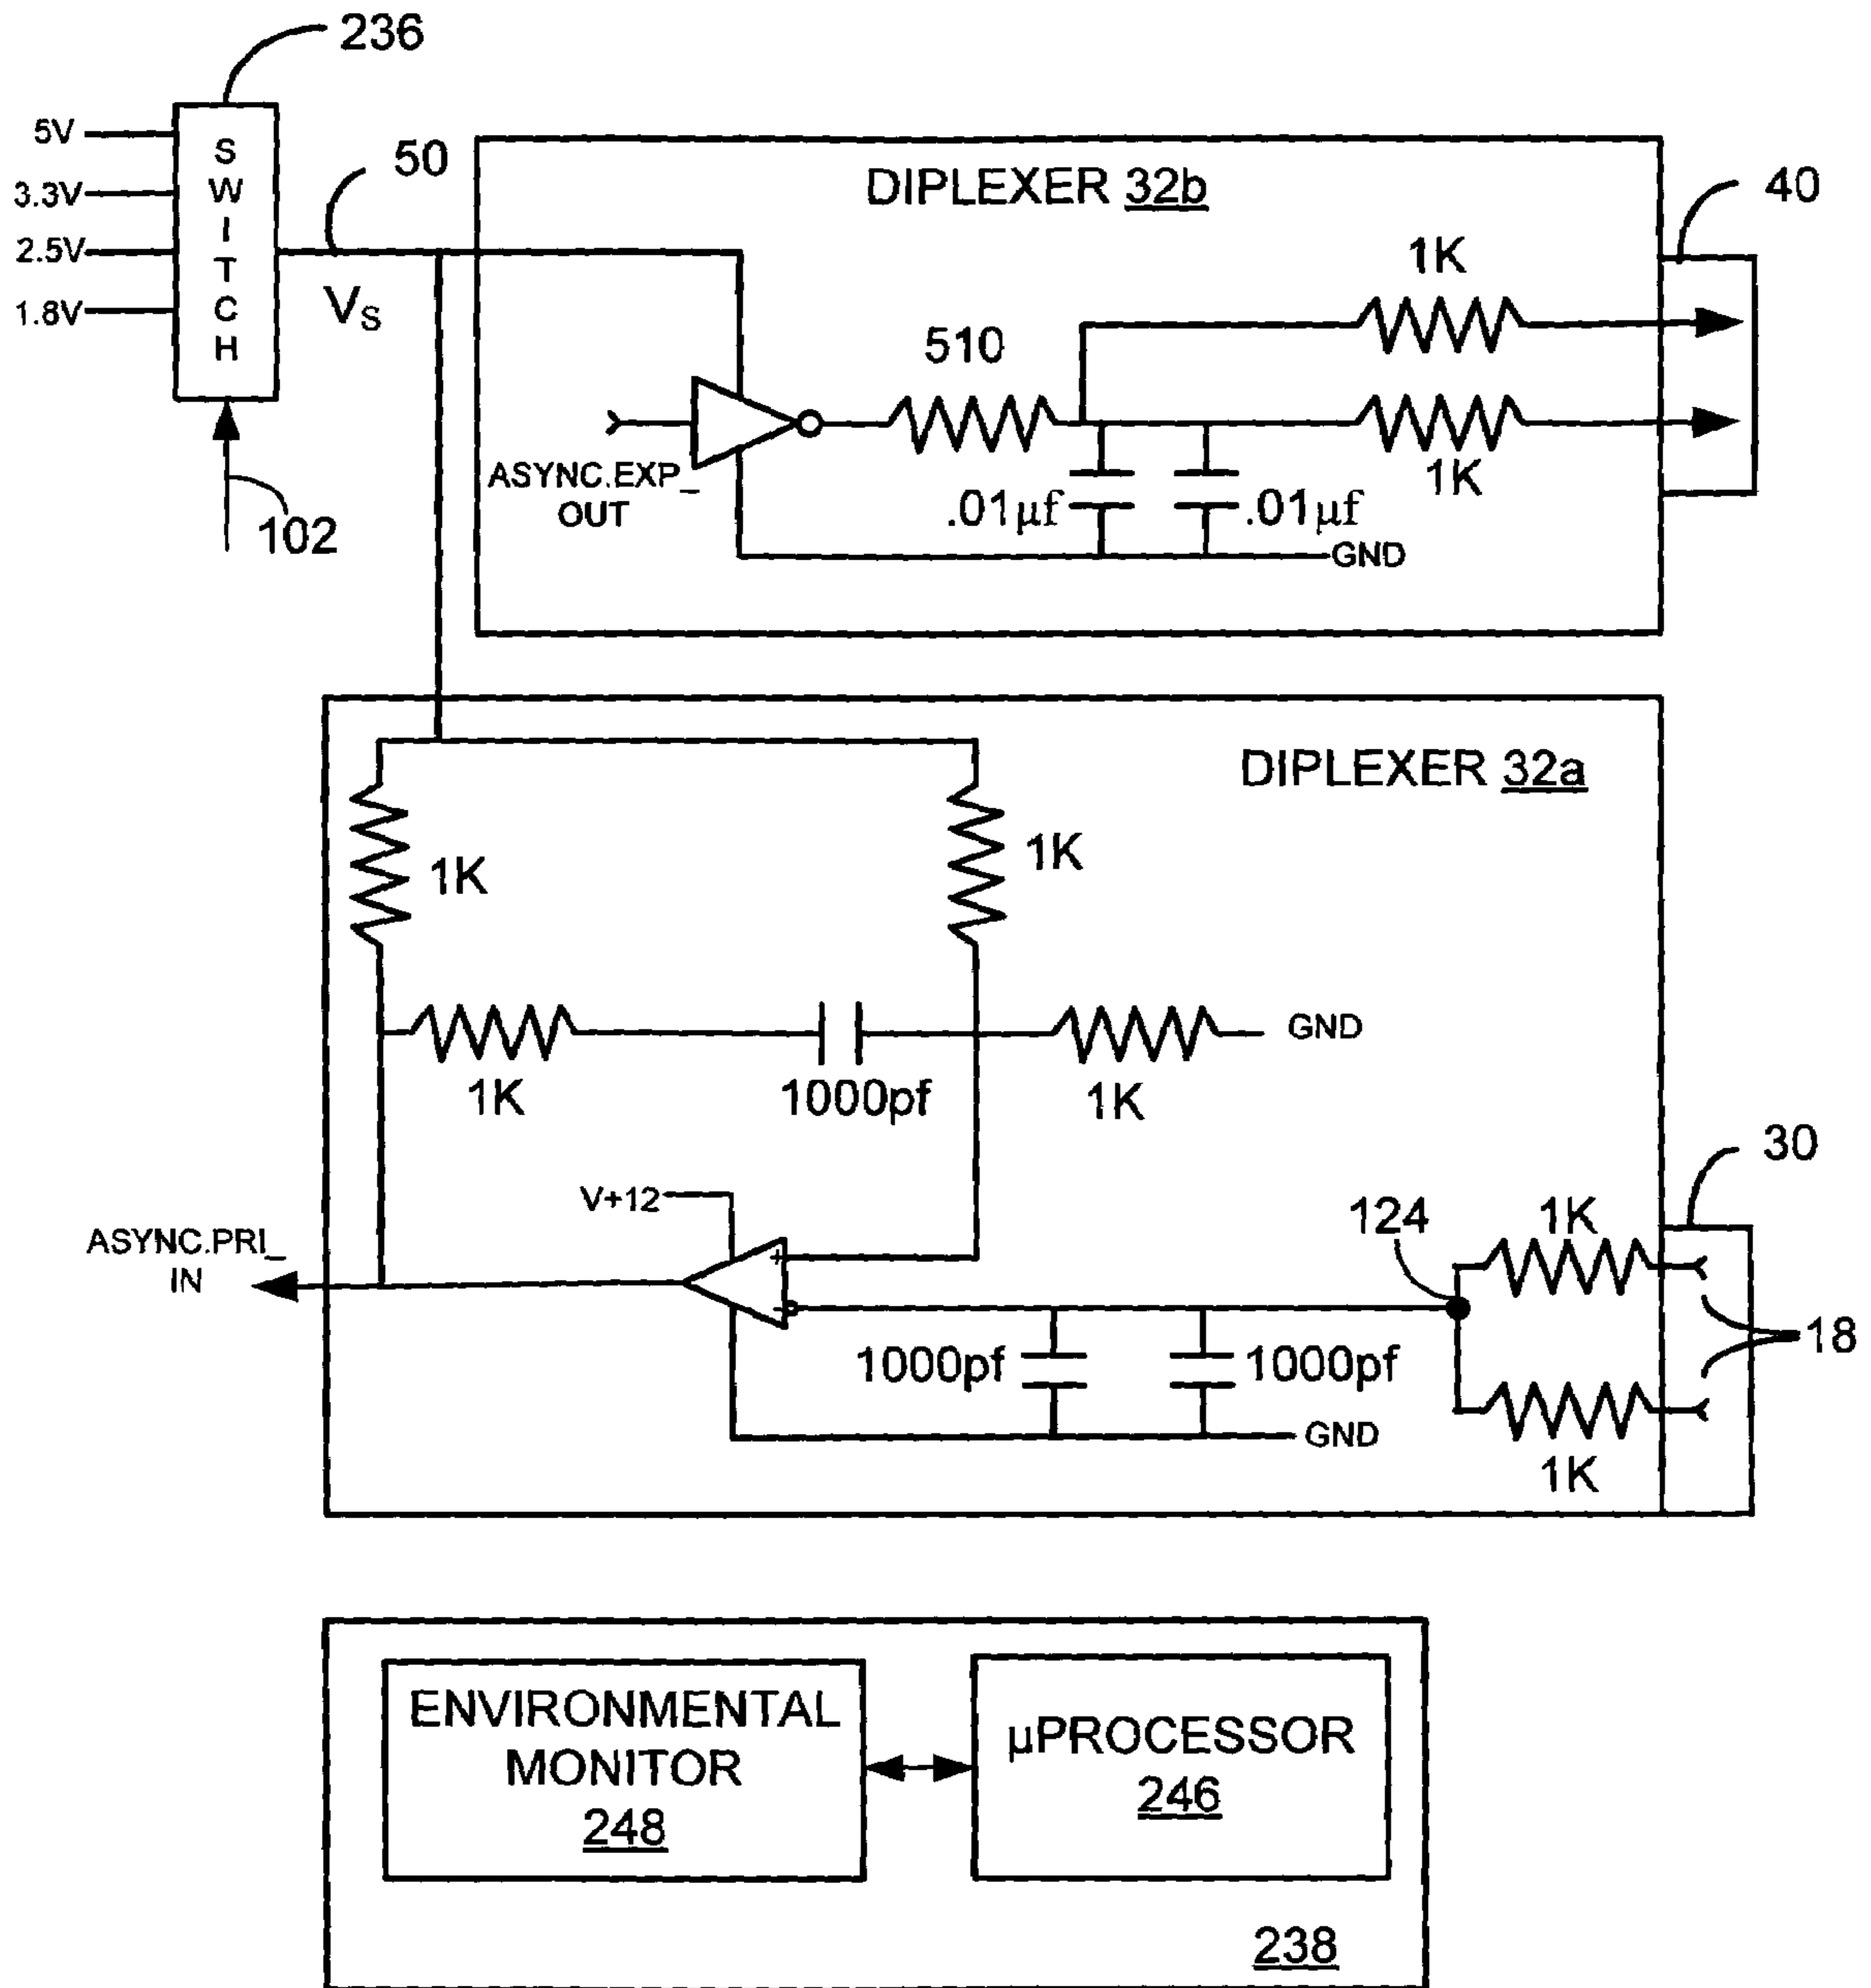 236
5V
3.3V
2.5V
1.8V
SWITCH
50
VS
102
DIPLEXER 32b
40
1K
510
1K
ASYNC.EXP_
OUT
.01µf
.01µf
GND
DIPLEXER 32a
1K
1K
GND
1K
1000pf
1K
30
V+12
124
1K
ASYNC.PRI_
IN
+
-
18
1000pf
1000pf
GND
1K
ENVIRONMENTAL
MONITOR
248
µPROCESSOR
246
238